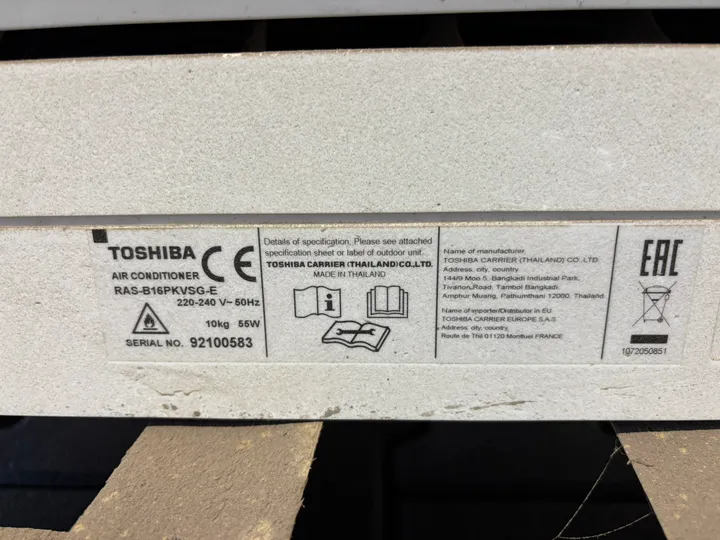 TOSHIBA
CE
AIR CONDITIONER
RAS-B16PKVSG-E
220-240 V~50Hz
10kg 55W
SERIAL NO. 92100583
Details of specification. Please see attached
specification sheet or label of outdoor unit.
TOSHIBA CARRIER (THAILAND) CO.,LTD.
MADE IN THAILAND
i
Name of manufacturer
TOSHIBA CARRIER (THAILAND) CO.,LTD.
Address, city, country
144/9 Moo 5, Bangkadi Industrial Park,
Tivanon Road, Tambol Bangkadi,
Amphur Muang, Pathumthani 12000, Thailand.
Name of importer/Distributor in EU
TOSHIBA CARRIER EUROPE S.A.S
Address, city, country
Route de Thil 01120 Montluel FRANCE
EAC
1072050851